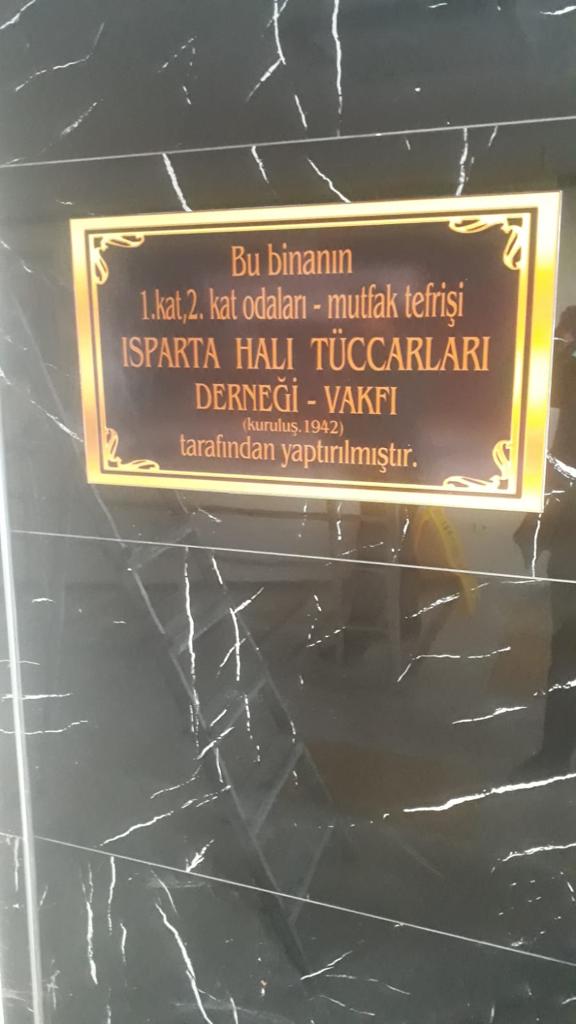 Bu binanın
1.kat,2. kat odaları - mutfak tefrişi
ISPARTA HALI TÜCCARLARI
DERNEĞİ - VAKFI
(kuruluş.1942)
tarafından yaptırılmıştır.